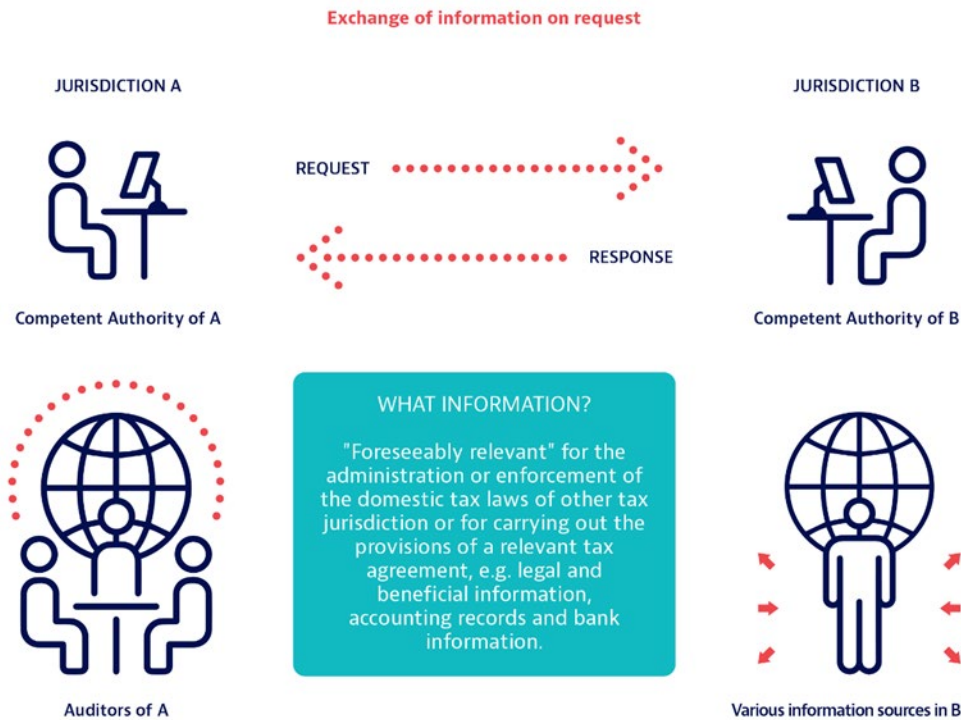 Exchange of information on request
JURISDICTION A
JURISDICTION B
REQUEST
RESPONSE
Competent Authority of A
Competent Authority of B
WHAT INFORMATION?
"Foreseeably relevant" for the
administration or enforcement of
the domestic tax laws of other tax
jurisdiction or for carrying out the
provisions of a relevant tax
agreement, e.g. legal and
beneficial information,
accounting records and bank
information.
Auditors of A
Various information sources in B